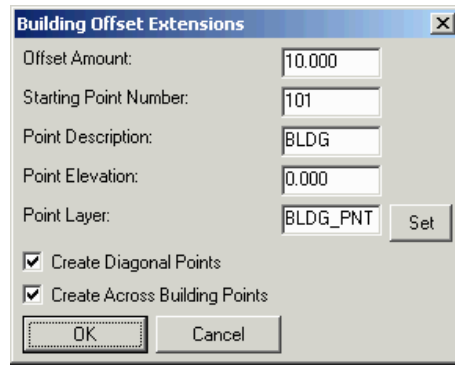 Building Offset Extensions
Offset Amount: 10.000
Starting Point Number: 101
Point Description: BLDG
Point Elevation: 0.000
Point Layer: BLDG_PNT Set
Create Diagonal Points
Create Across Building Points
OK Cancel